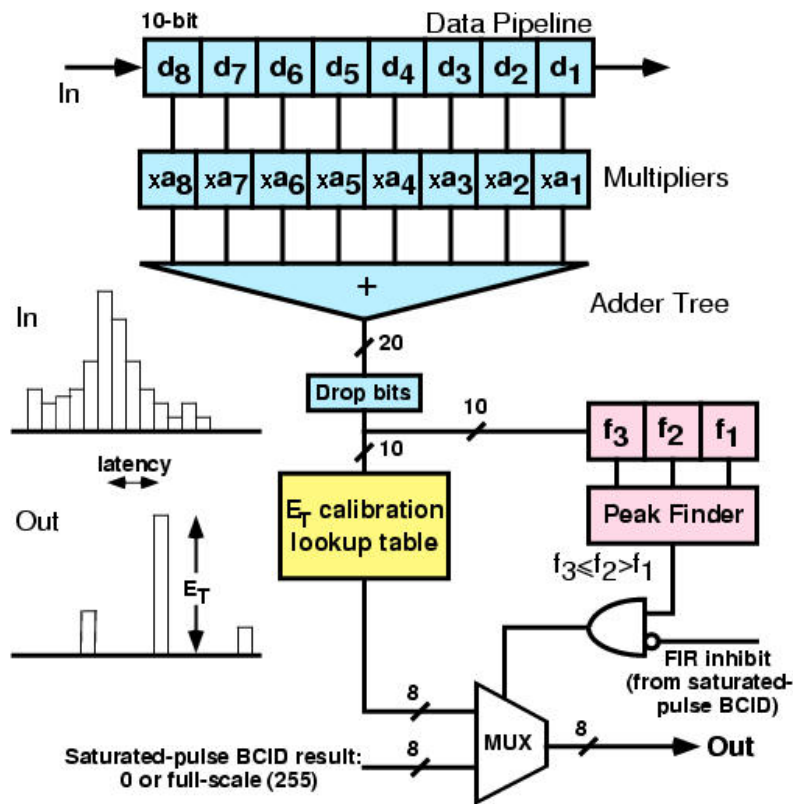 10-bit
Data Pipeline
In
d8 d7 d6 d5 d4 d3 d2 d1
xa8 xa7 xa6 xa5 xa4 xa3 xa2 xa1
Multipliers
+
Adder Tree
In
20
Drop bits
10
10
f3 f2 f1
latency
Out
ET calibration
lookup table
Peak Finder
f3≤f2>f1
ET
FIR inhibit
(from saturated-
pulse BCID)
8
MUX
8
Out
8
Saturated-pulse BCID result:
0 or full-scale (255)